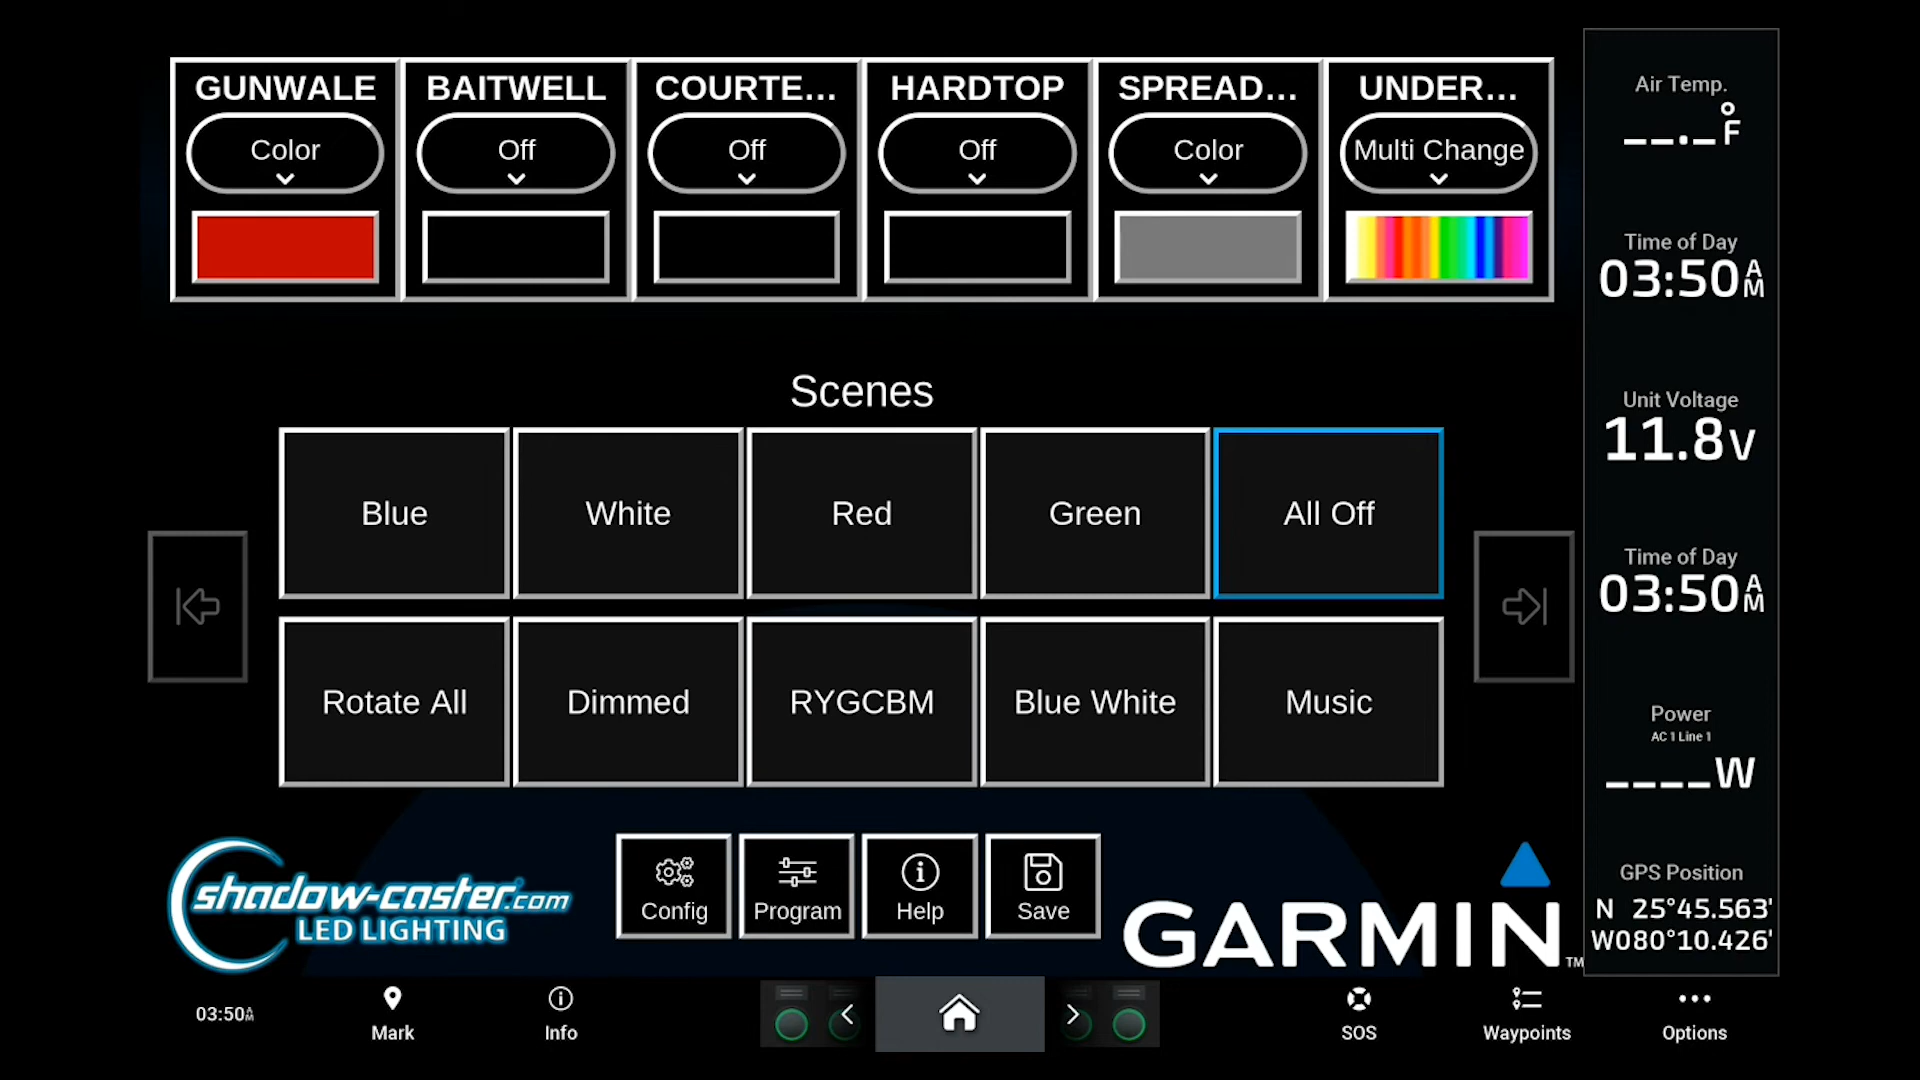 GUNWALE
Color
BAITWELL
Off
COURTE...
Off
HARDTOP
Off
SPREAD...
Color
UNDER...
Multi Change
Scenes
Blue
White
Red
Green
All Off
Rotate All
Dimmed
RYGCBM
Blue White
Music
shadow-caster.com
LED LIGHTING
Config
Program
Help
Save
GARMIN™
Air Temp.
__._°F
Time of Day
03:50AM
Unit Voltage
11.8V
Time of Day
03:50AM
Power
AC 1 Line 1
____W
GPS Position
N 25°45.563'
W080°10.426'
03:50AM
Mark
Info
SOS
Waypoints
Options